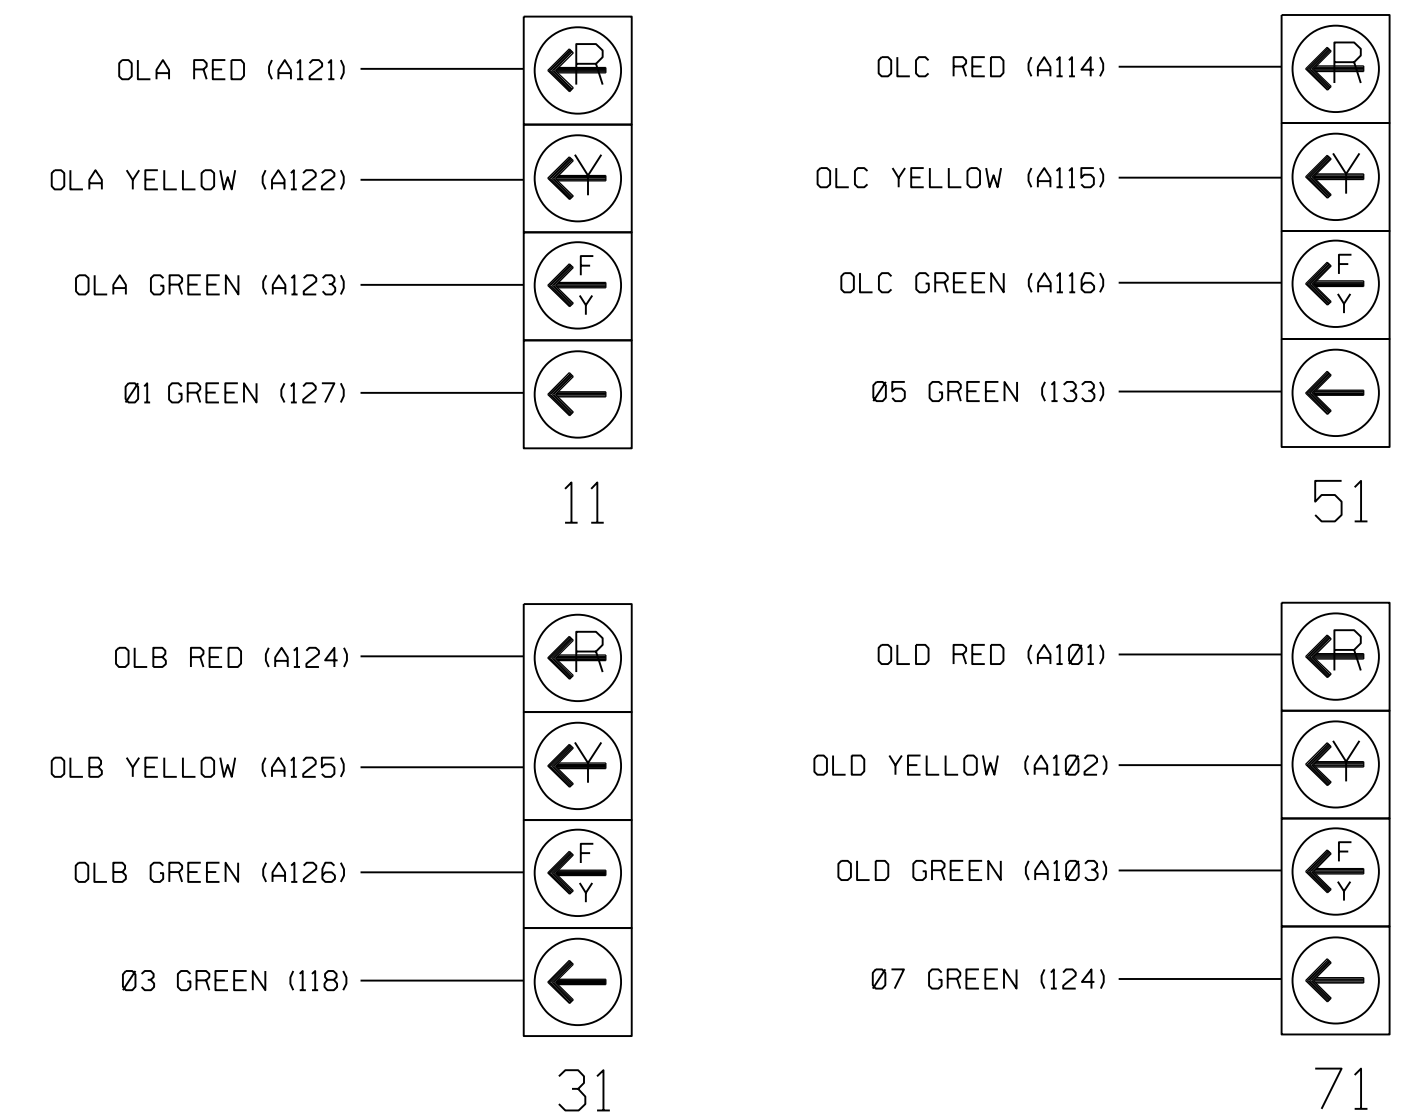 OLA RED (A121)
R
OLA YELLOW (A122)
Y
OLA GREEN (A123)
F
Y
Ø1 GREEN (127)
11
OLC RED (A114)
R
OLC YELLOW (A115)
Y
OLC GREEN (A116)
F
Y
Ø5 GREEN (133)
51
OLB RED (A124)
R
OLB YELLOW (A125)
Y
OLB GREEN (A126)
F
Y
Ø3 GREEN (118)
31
OLD RED (A1Ø1)
R
OLD YELLOW (A1Ø2)
Y
OLD GREEN (A1Ø3)
F
Y
Ø7 GREEN (124)
71